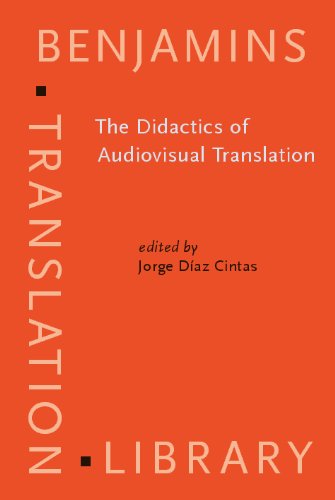 BENJAMINS
TRANSLATION
LIBRARY
The Didactics of
Audiovisual Translation
edited by
Jorge Díaz Cintas